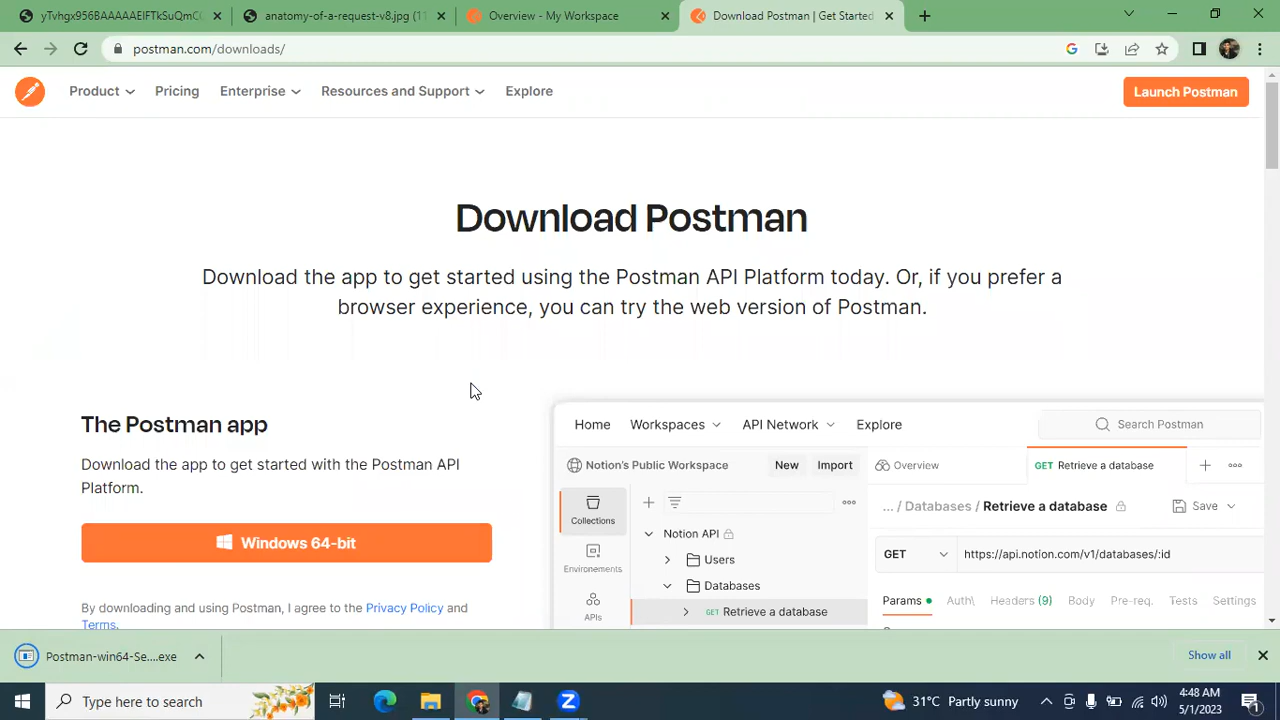 yTvhgx956BAAAAAElFTkSuQmCC
anatomy-of-a-request-v8.jpg (11
Overview - My Workspace
Download Postman | Get Started
postman.com/downloads/
Product
Pricing
Enterprise
Resources and Support
Explore
Launch Postman
Download Postman
Download the app to get started using the Postman API Platform today. Or, if you prefer a
browser experience, you can try the web version of Postman.
The Postman app
Download the app to get started with the Postman API
Platform.
Windows 64-bit
By downloading and using Postman, I agree to the Privacy Policy and
Terms.
Home
Workspaces
API Network
Explore
Search Postman
Notion's Public Workspace
New
Import
Overview
GET Retrieve a database
... / Databases / Retrieve a database
Save
Collections
Environments
APIs
Notion API
Users
Databases
GET Retrieve a database
GET
https://api.notion.com/v1/databases/:id
Params
Auth\
Headers (9)
Body
Pre-req.
Tests
Settings
Postman-win64-Se....exe
Show all
Type here to search
31°C Partly sunny
4:48 AM
5/1/2023
1